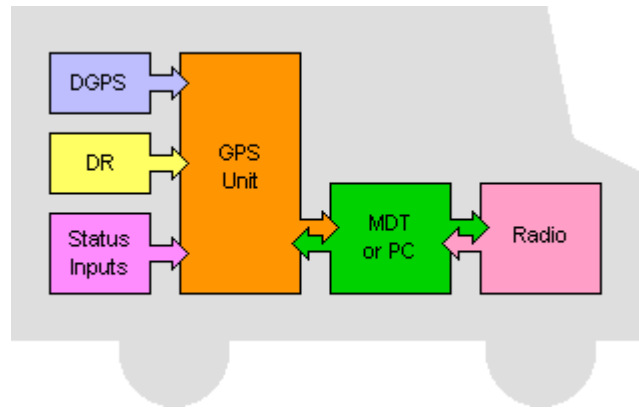 DGPS
DR
Status
Inputs
GPS
Unit
MDT
or PC
Radio